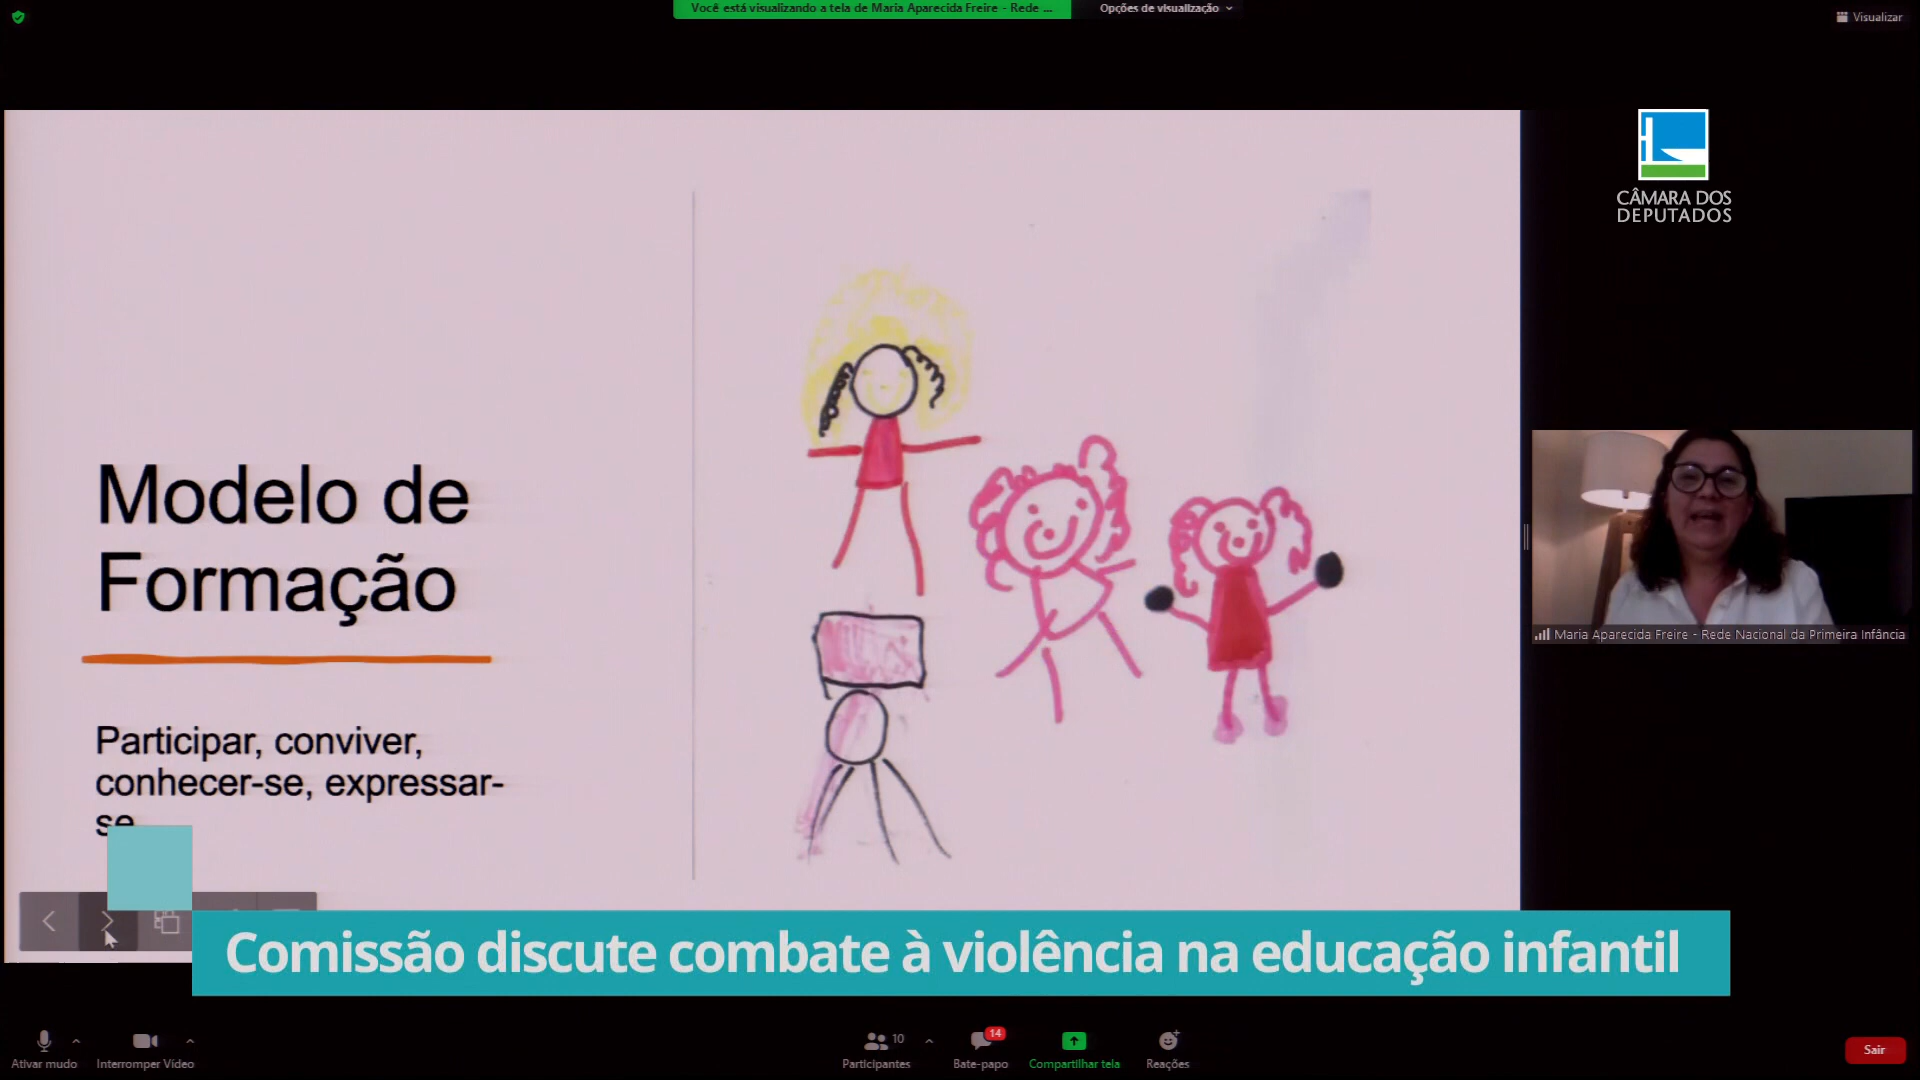 Você está visualizando a tela de Maria Aparecida Freire - Rede ...
Opções de visualização
Visualizar
CÂMARA DOS
DEPUTADOS
Modelo de
Formação
Participar, conviver,
conhecer-se, expressar-
se
Maria Aparecida Freire - Rede Nacional da Primeira Infância
Comissão discute combate à violência na educação infantil
Ativar mudo
Interromper Vídeo
10
Participantes
14
Bate-papo
Compartilhar tela
Reações
Sair